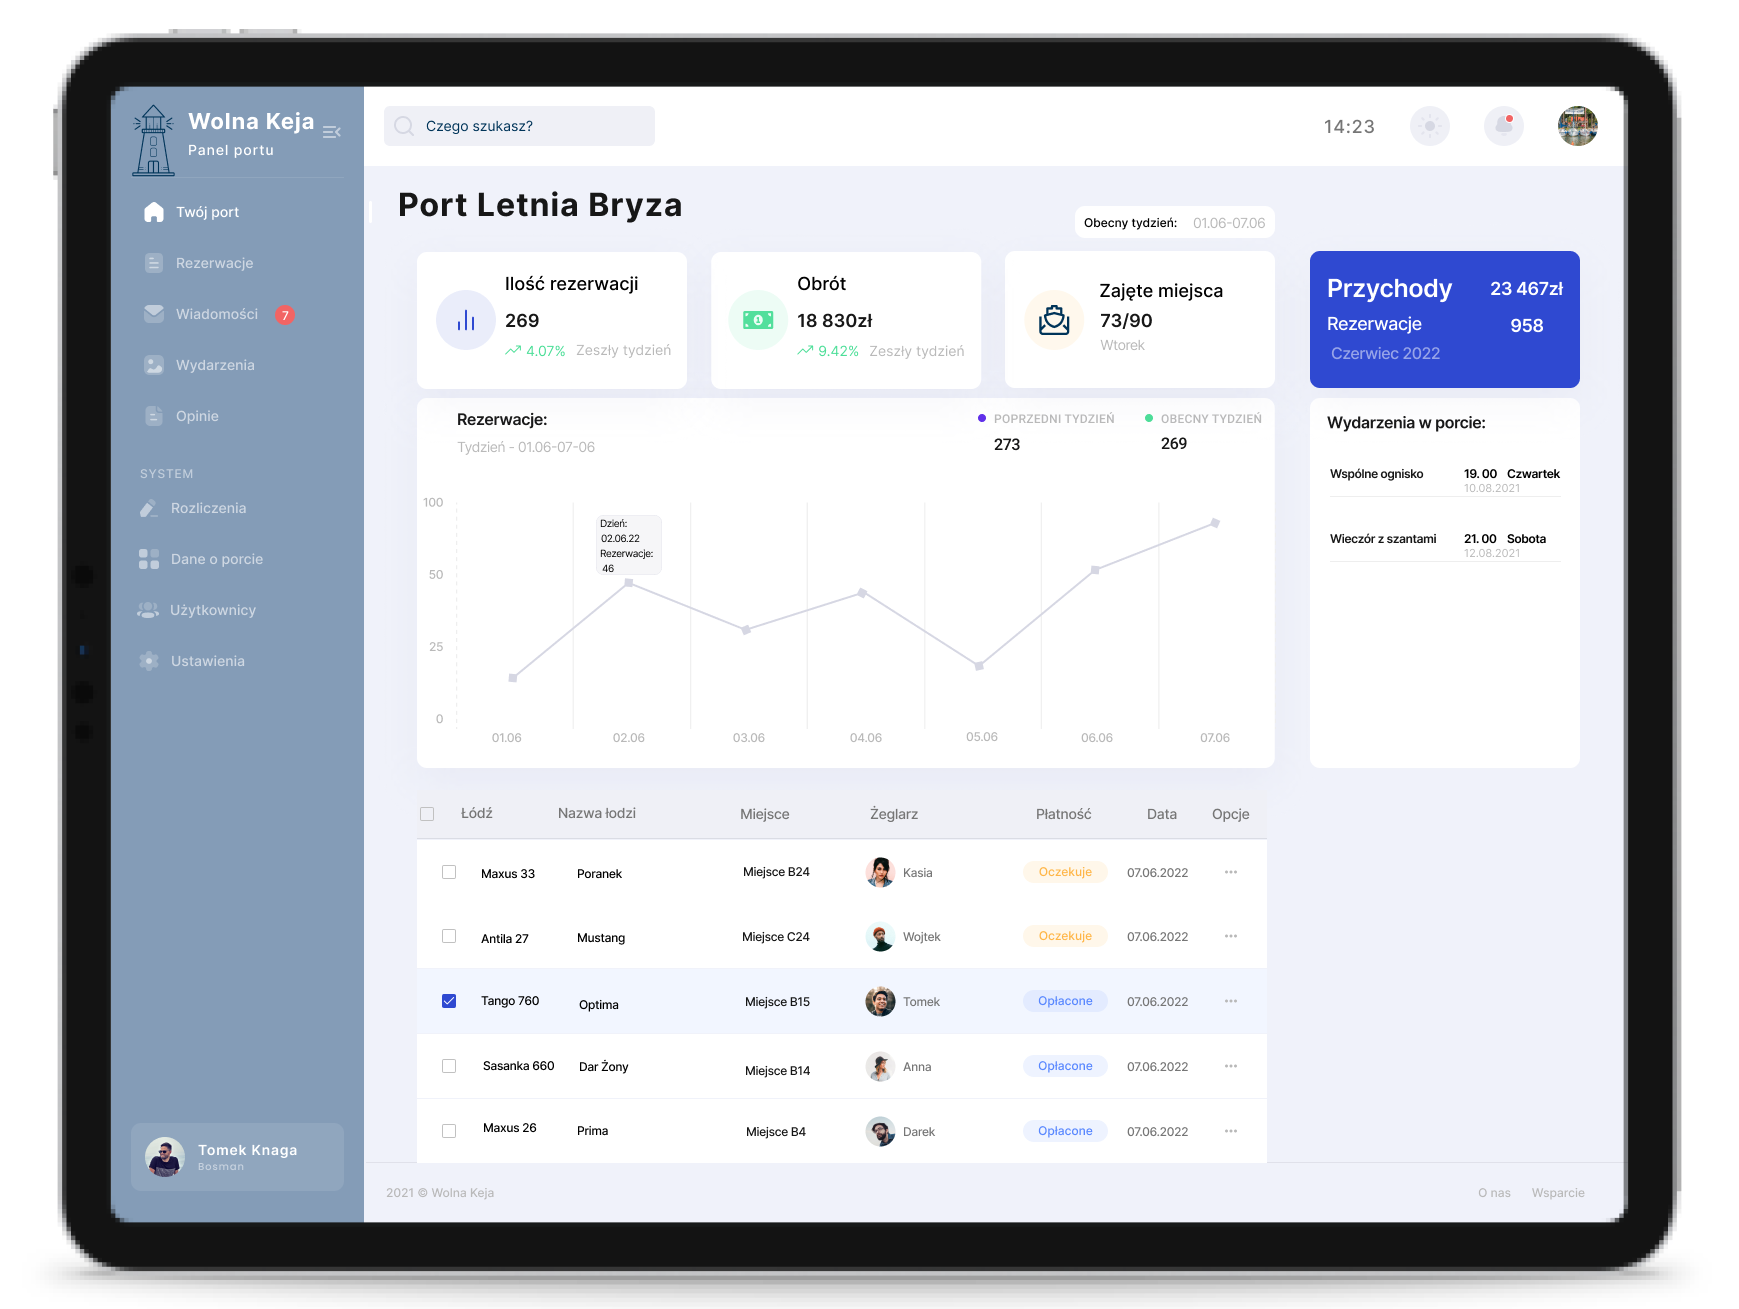 Wolna Keja
Panel portu
Czego szukasz?
14:23
Twój port
Rezerwacje
Wiadomości 7
Wydarzenia
Opinie
SYSTEM
Rozliczenia
Dane o porcie
Użytkownicy
Ustawienia
Tomek Knaga
Bosman
Port Letnia Bryza
Obecny tydzień: 01.06-07.06
Ilość rezerwacji
269
4.07% Zeszły tydzień
Obrót
18 830zł
9.42% Zeszły tydzień
Zajęte miejsca
73/90
Wtorek
Przychody 23 467zł
Rezerwacje 958
Czerwiec 2022
Rezerwacje:
Tydzień - 01.06-07-06
POPRZEDNI TYDZIEŃ
273
OBECNY TYDZIEŃ
269
100
50
25
0
Dzień:
02.06.22
Rezerwacje:
46
01.06 02.06 03.06 04.06 05.06 06.06 07.06
Wydarzenia w porcie:
Wspólne ognisko 19. 00 Czwartek
10.08.2021
Wieczór z szantami 21. 00 Sobota
12.08.2021
Łódź Nazwa łodzi Miejsce Żeglarz Płatność Data Opcje
Maxus 33 Poranek Miejsce B24 Kasia Oczekuje 07.06.2022
Antila 27 Mustang Miejsce C24 Wojtek Oczekuje 07.06.2022
Tango 760 Optima Miejsce B15 Tomek Opłacone 07.06.2022
Sasanka 660 Dar Żony Miejsce B14 Anna Opłacone 07.06.2022
Maxus 26 Prima Miejsce B4 Darek Opłacone 07.06.2022
2021 © Wolna Keja
O nas Wsparcie